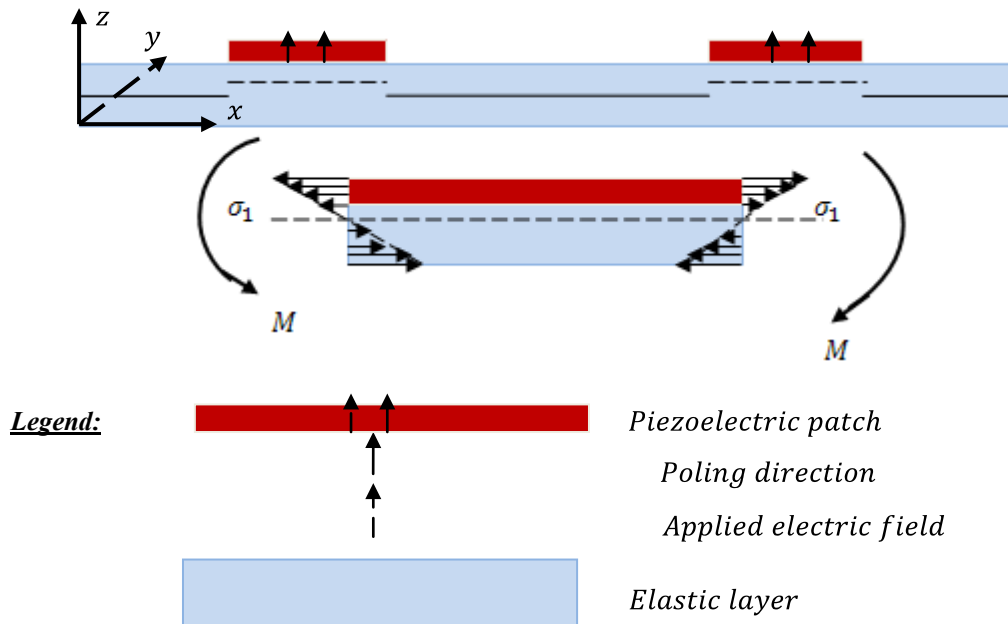 z
y
x
σ₁ σ₁
M
M
Legend:
Piezoelectric patch
Poling direction
Applied electric field
Elastic layer